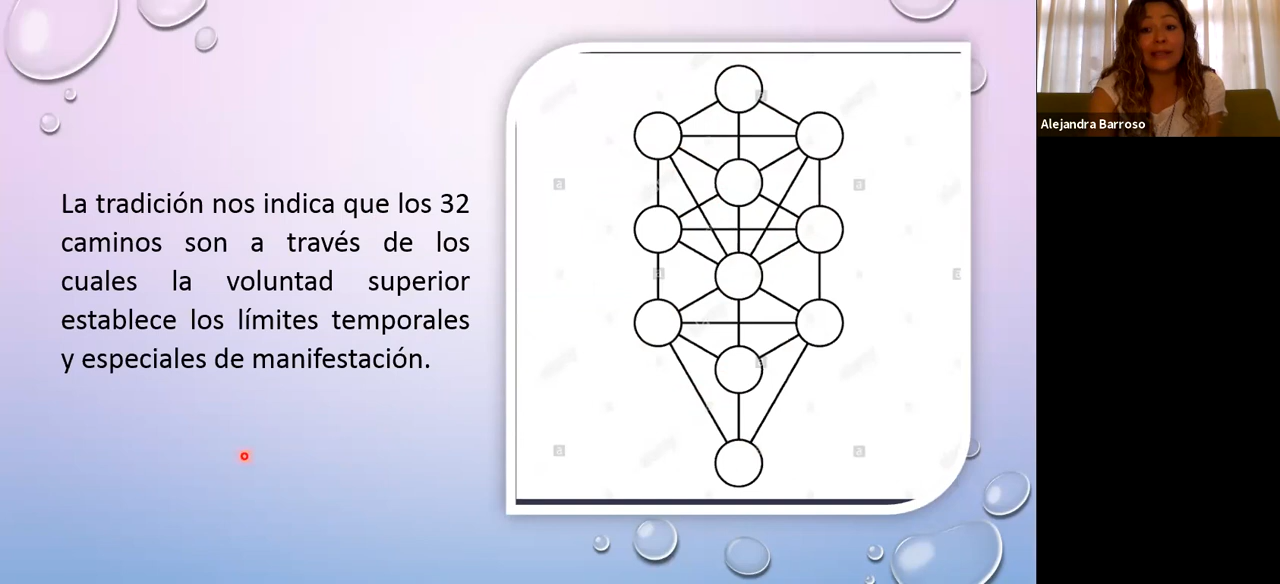 La tradición nos indica que los 32
caminos son a través de los
cuales la voluntad superior
establece los límites temporales
y especiales de manifestación.
Alejandra Barroso